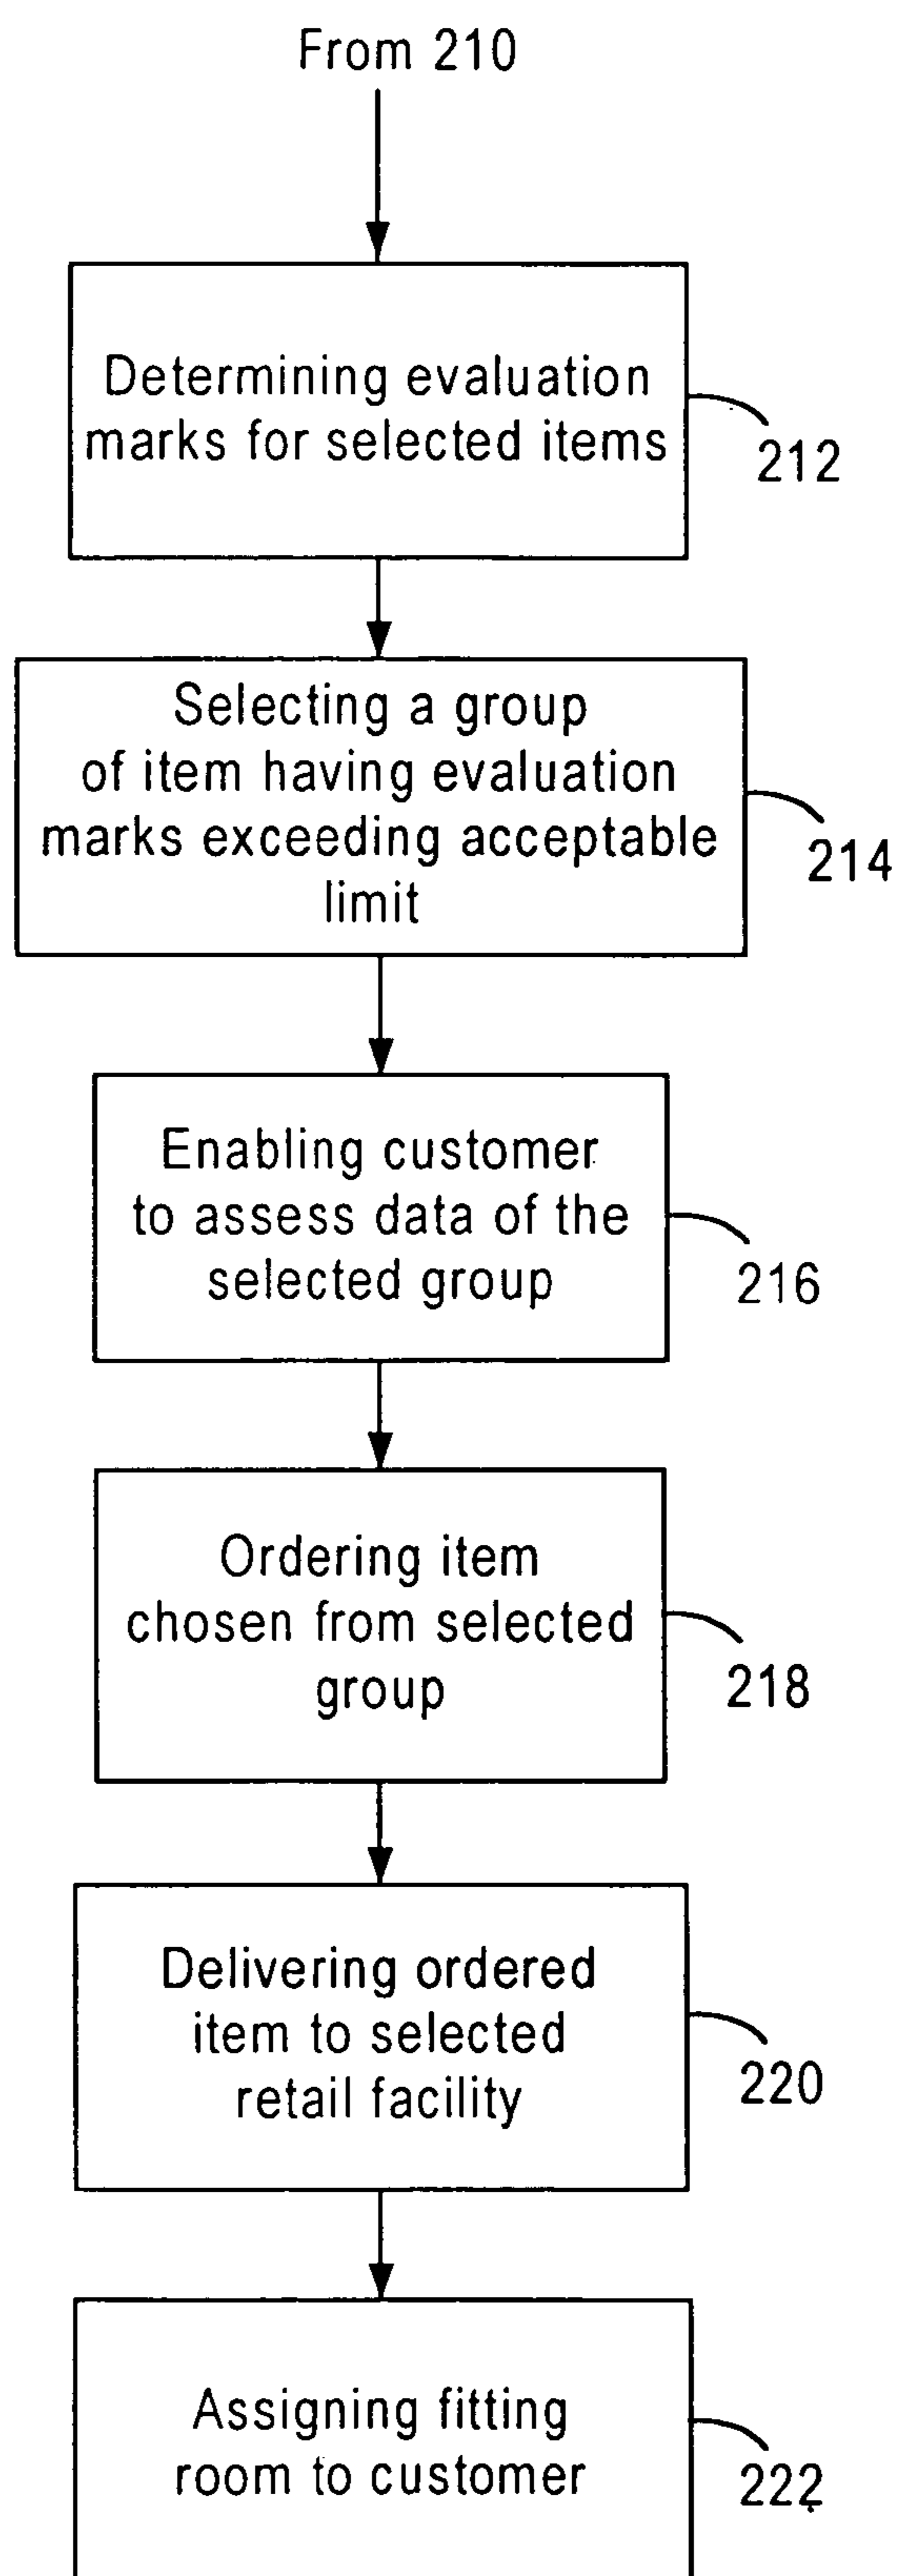 From 210
Determining evaluation
marks for selected items
212
Selecting a group
of item having evaluation
marks exceeding acceptable
limit
214
Enabling customer
to assess data of the
selected group
216
Ordering item
chosen from selected
group
218
Delivering ordered
item to selected
retail facility
220
Assigning fitting
room to customer
222